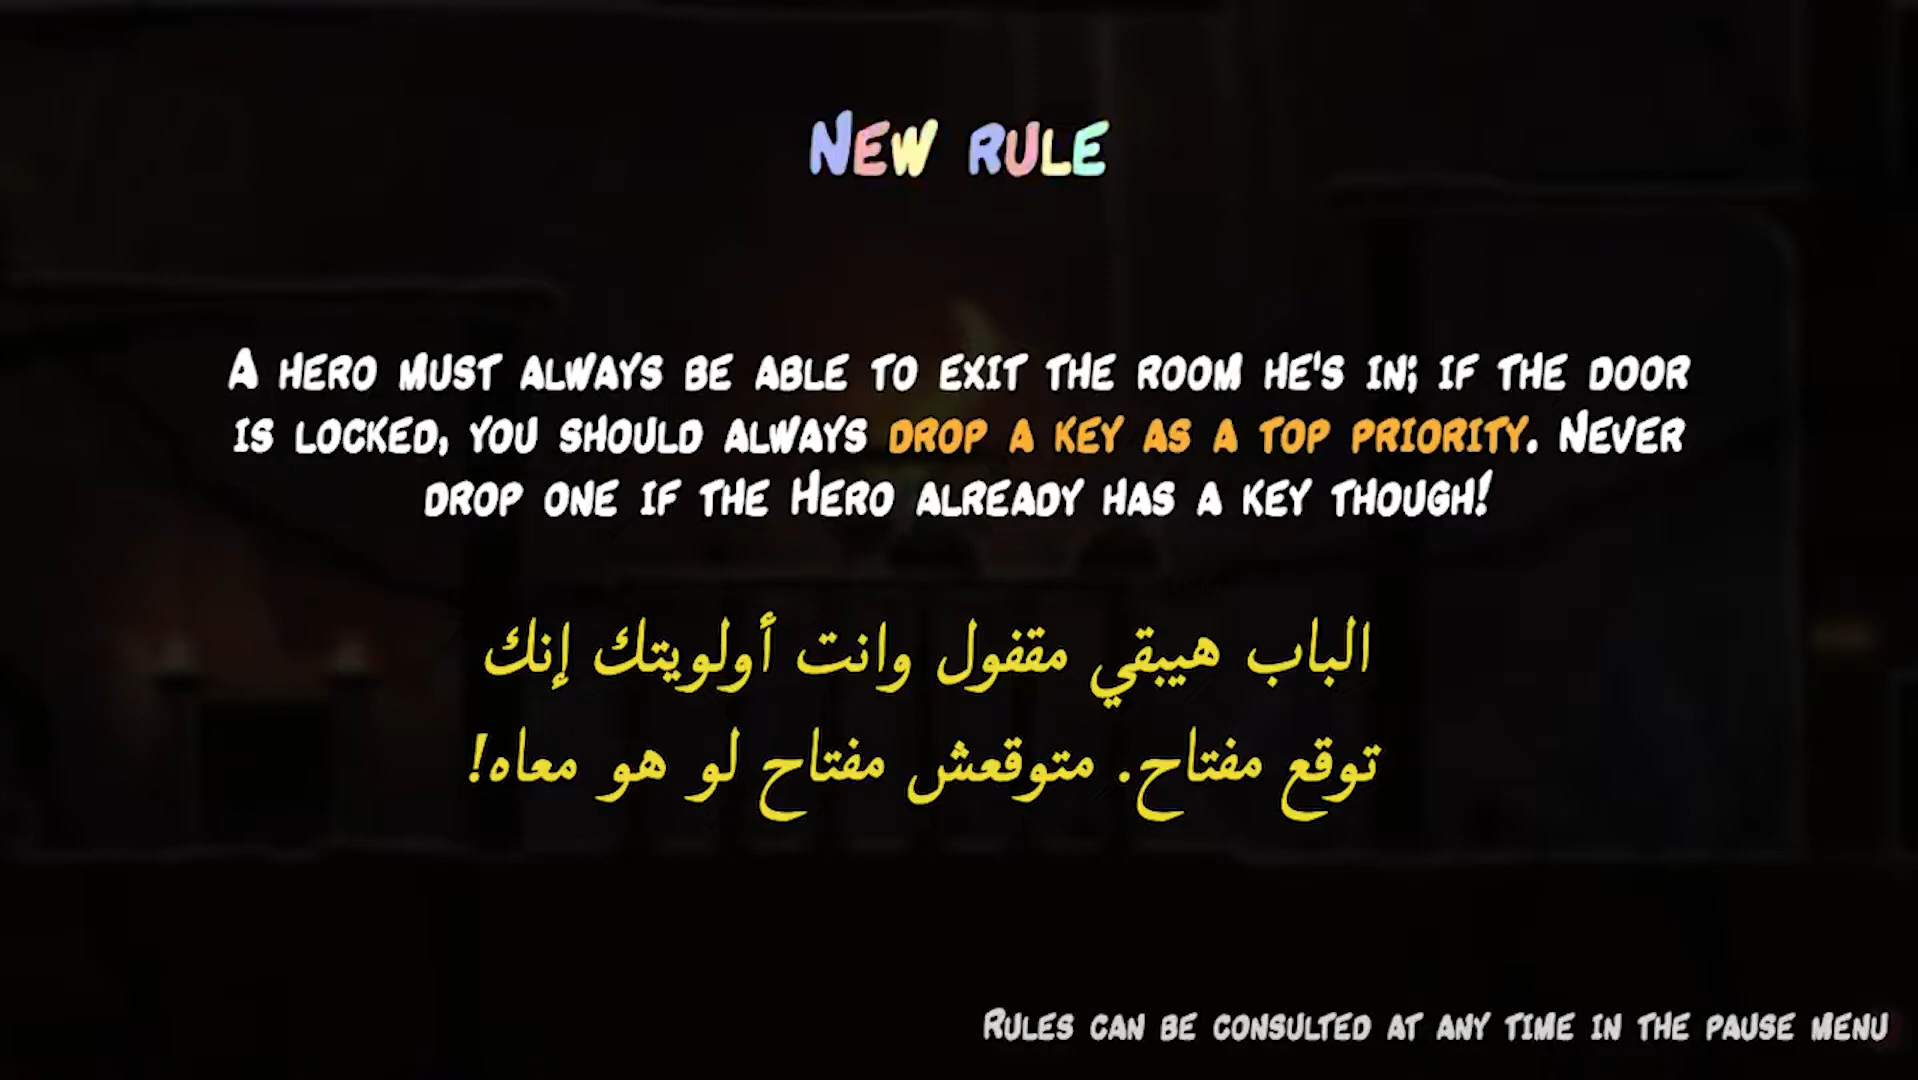 New rule
A hero must always be able to exit the room he's in; if the door
is locked, you should always drop a key as a top priority. Never
drop one if the Hero already has a key though!
الباب هيبقي مقفول وانت أولويتك إنك
توقع مفتاح. متوقعش مفتاح لو هو معاه!
Rules can be consulted at any time in the pause menu